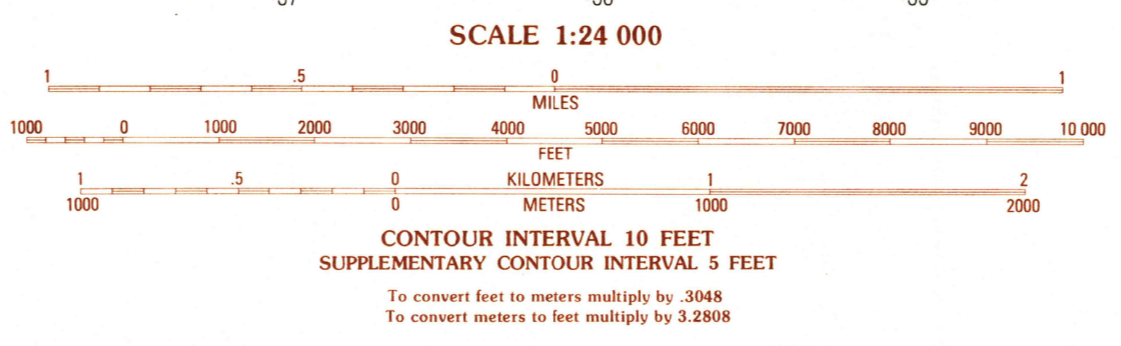 SCALE 1:24 000
1 .5 0 1
MILES
1000 0 1000 2000 3000 4000 5000 6000 7000 8000 9000 10 000
FEET
1 .5 0 KILOMETERS 1 2
1000 0 METERS 1000 2000
CONTOUR INTERVAL 10 FEET
SUPPLEMENTARY CONTOUR INTERVAL 5 FEET
To convert feet to meters multiply by .3048
To convert meters to feet multiply by 3.2808